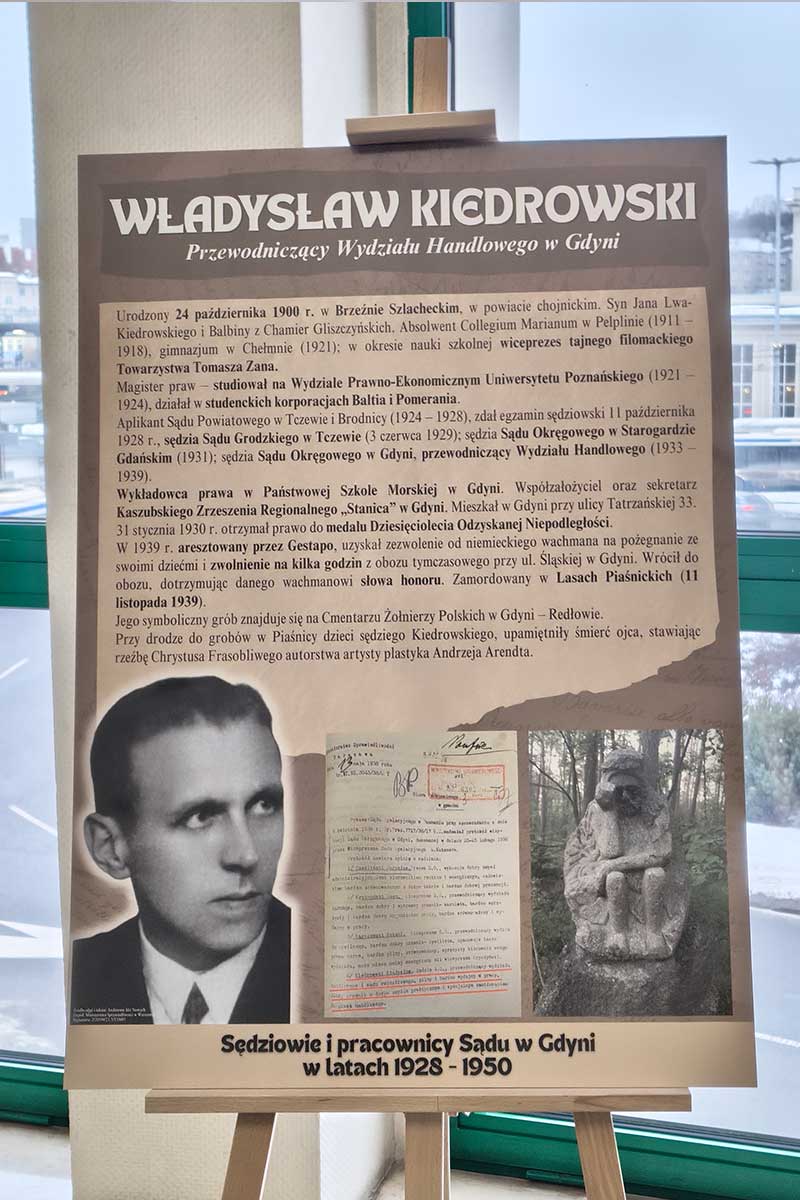 WŁADYSŁAW KIEDROWSKI
Przewodniczący Wydziału Handlowego w Gdyni
Urodzony 24 października 1900 r. w Brzeźnie Szlacheckim, w powiecie chojnickim. Syn Jana Lwa-
Kiedrowskiego i Balbiny z Chamier Gliszczyńskich. Absolwent Collegium Marianum w Pelplinie (1911 –
1918), gimnazjum w Chełmnie (1921); w okresie nauki szkolnej wiceprezes tajnego filomackiego
Towarzystwa Tomasza Zana.
Magister praw – studiował na Wydziale Prawno-Ekonomicznym Uniwersytetu Poznańskiego (1921 –
1924), działał w studenckich korporacjach Baltia i Pomerania.
Aplikant Sądu Powiatowego w Tczewie i Brodnicy (1924 – 1928), zdał egzamin sędziowski 11 października
1928 r., sędzia Sądu Grodzkiego w Tczewie (3 czerwca 1929); sędzia Sądu Okręgowego w Starogardzie
Gdańskim (1931); sędzia Sądu Okręgowego w Gdyni, przewodniczący Wydziału Handlowego (1933 –
1939).
Wykładowca prawa w Państwowej Szkole Morskiej w Gdyni. Współzałożyciel oraz sekretarz
Kaszubskiego Zrzeszenia Regionalnego „Stanica” w Gdyni. Mieszkał w Gdyni przy ulicy Tatrzańskiej 33.
31 stycznia 1930 r. otrzymał prawo do medalu Dziesięciolecia Odzyskanej Niepodległości.
W 1939 r. aresztowany przez Gestapo, uzyskał zezwolenie od niemieckiego wachmana na pożegnanie ze
swoimi dziećmi i zwolnienie na kilka godzin z obozu tymczasowego przy ul. Śląskiej w Gdyni. Wrócił do
obozu, dotrzymując danego wachmanowi słowa honoru. Zamordowany w Lasach Piaśnickich (11
listopada 1939).
Jego symboliczny grób znajduje się na Cmentarzu Żołnierzy Polskich w Gdyni – Redłowie.
Przy drodze do grobów w Piaśnicy dzieci sędziego Kiedrowskiego, upamiętniły śmierć ojca, stawiając
rzeźbę Chrystusa Frasobliwego autorstwa artysty plastyka Andrzeja Arendta.
Sędziowie i pracownicy Sądu w Gdyni
w latach 1928 - 1950